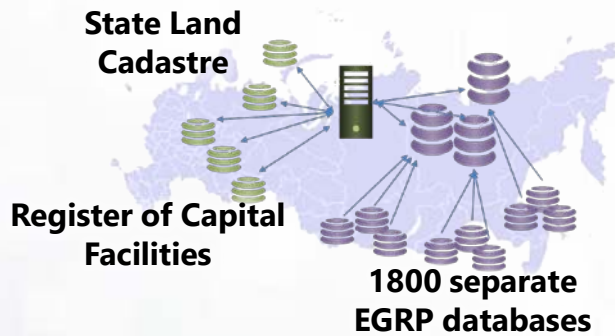 State Land
Cadastre
Register of Capital
Facilities
1800 separate
EGRP databases